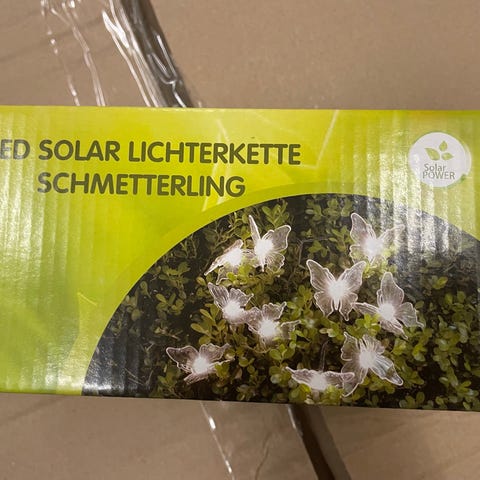 ED SOLAR LICHTERKETTE
SCHMETTERLING
Solar
POWER